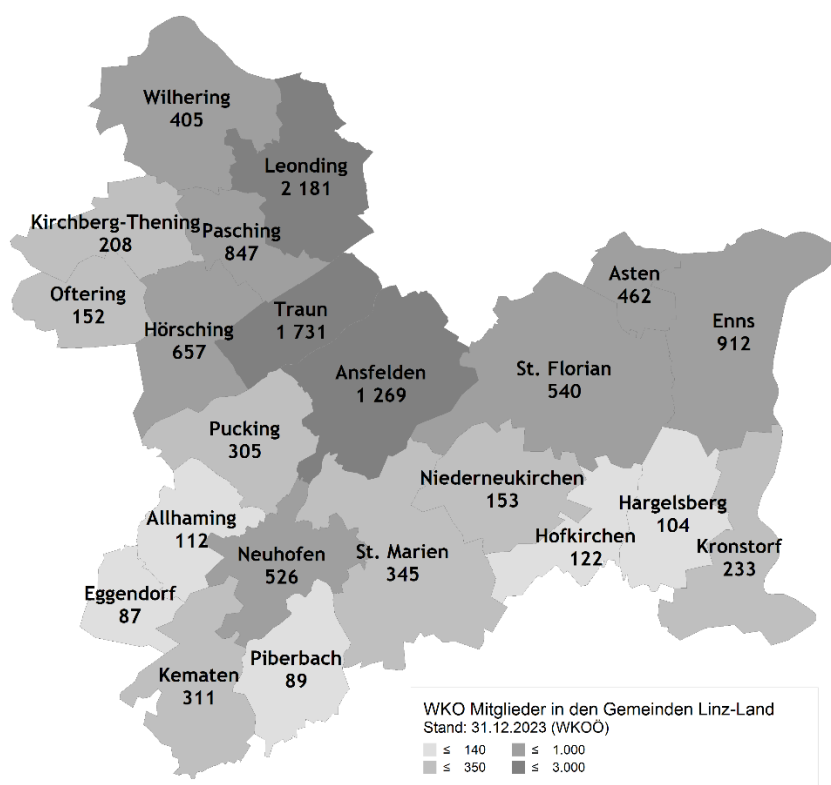 Wilhering
405
Leonding
2 181
Kirchberg-Thening
208
Pasching
847
Asten
462
Oftering
152
Hörsching
657
Traun
1 731
Enns
912
Ansfelden
1 269
St. Florian
540
Pucking
305
Niederneukirchen
153
Hargelsberg
104
Allhaming
112
Neuhofen
526
St. Marien
345
Hofkirchen
122
Kronstorf
233
Eggendorf
87
Kematen
311
Piberbach
89
WKO Mitglieder in den Gemeinden Linz-Land
Stand: 31.12.2023 (WKOÖ)
≤ 140
≤ 1.000
≤ 350
≤ 3.000